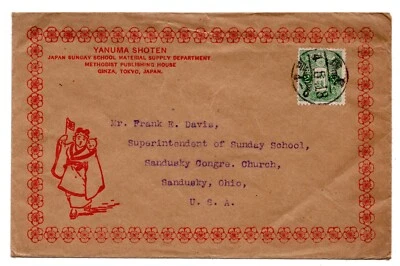 YANUMA SHOTEN
JAPAN SUNDAY SCHOOL MATERIAL SUPPLY DEPARTMENT
METHODIST PUBLISHING HOUSE
GINZA, TOKYO, JAPAN.
Mr. Frank E. Davis,
Superintendent of Sunday School,
Sandusky Congre. Church,
Sandusky, Ohio,
U. S. A.